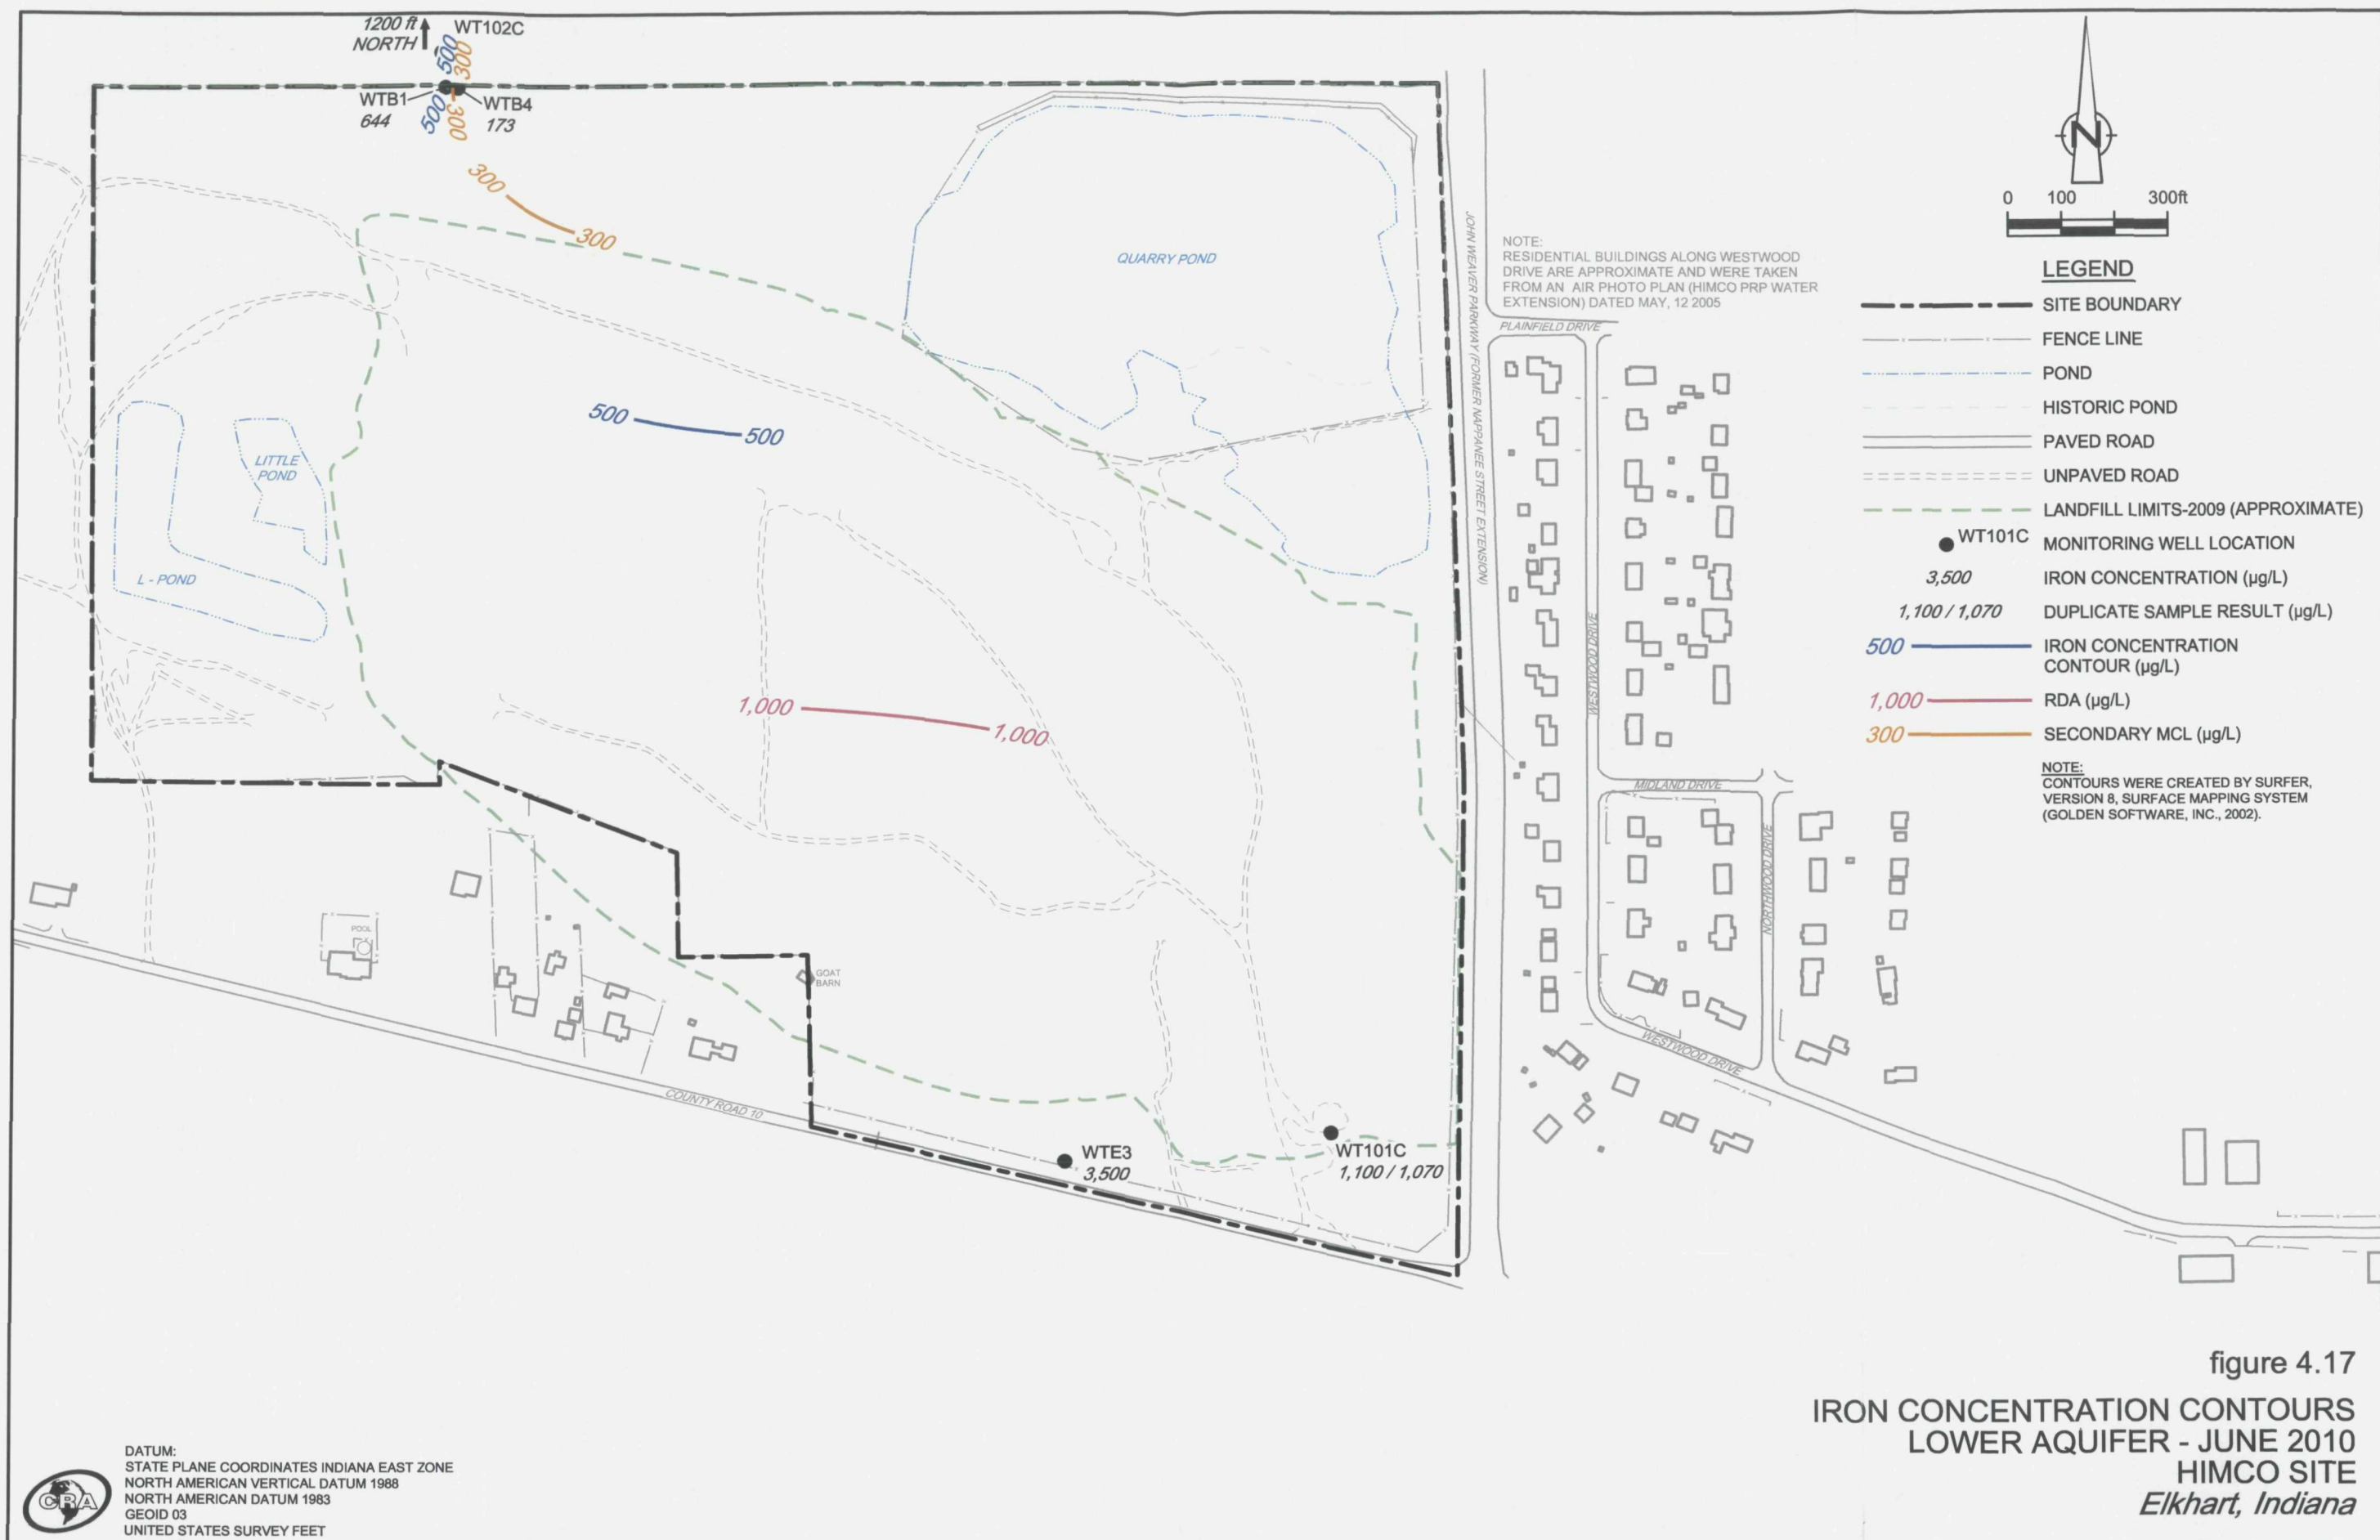 1200 ft
NORTH
WT102C
500
300
WTB1
644
500
300
WTB4
173
300
300
QUARRY POND
JOHN WEAVER PARKWAY (FORMER NAPPANEE STREET EXTENSION)
NOTE:
RESIDENTIAL BUILDINGS ALONG WESTWOOD
DRIVE ARE APPROXIMATE AND WERE TAKEN
FROM AN AIR PHOTO PLAN (HIMCO PRP WATER
EXTENSION) DATED MAY, 12 2005
PLAINFIELD DRIVE
WESTWOOD DRIVE
MIDLAND DRIVE
NORTHWOOD DRIVE
WESTWOOD DRIVE
500
500
LITTLE
POND
L - POND
1,000
1,000
POOL
GOAT
BARN
COUNTY ROAD 10
WTE3
3,500
WT101C
1,100 / 1,070
N
0 100 300ft
LEGEND
SITE BOUNDARY
FENCE LINE
POND
HISTORIC POND
PAVED ROAD
UNPAVED ROAD
LANDFILL LIMITS-2009 (APPROXIMATE)
WT101C MONITORING WELL LOCATION
3,500 IRON CONCENTRATION (µg/L)
1,100 / 1,070 DUPLICATE SAMPLE RESULT (µg/L)
500 IRON CONCENTRATION
CONTOUR (µg/L)
1,000 RDA (µg/L)
300 SECONDARY MCL (µg/L)
NOTE:
CONTOURS WERE CREATED BY SURFER,
VERSION 8, SURFACE MAPPING SYSTEM
(GOLDEN SOFTWARE, INC., 2002).
figure 4.17
IRON CONCENTRATION CONTOURS
LOWER AQUIFER - JUNE 2010
HIMCO SITE
Elkhart, Indiana
CRA
DATUM:
STATE PLANE COORDINATES INDIANA EAST ZONE
NORTH AMERICAN VERTICAL DATUM 1988
NORTH AMERICAN DATUM 1983
GEOID 03
UNITED STATES SURVEY FEET